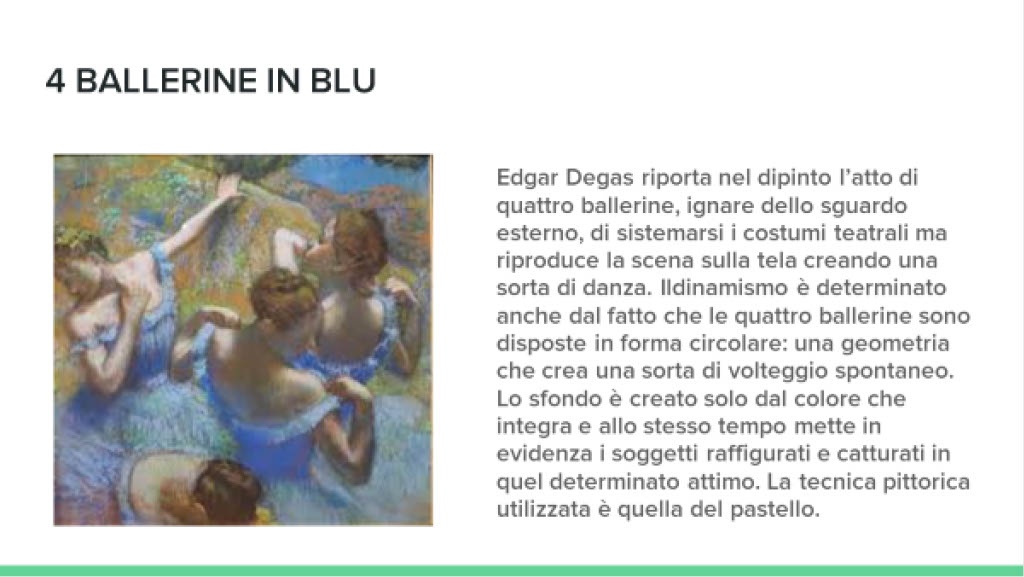 4 BALLERINE IN BLU
Edgar Degas riporta nel dipinto l’atto di
quattro ballerine, ignare dello sguardo
esterno, di sistemarsi i costumi teatrali ma
riproduce la scena sulla tela creando una
sorta di danza. Ildinamismo è determinato
anche dal fatto che le quattro ballerine sono
disposte in forma circolare: una geometria
che crea una sorta di volteggio spontaneo.
Lo sfondo è creato solo dal colore che
integra e allo stesso tempo mette in
evidenza i soggetti raffigurati e catturati in
quel determinato attimo. La tecnica pittorica
utilizzata è quella del pastello.